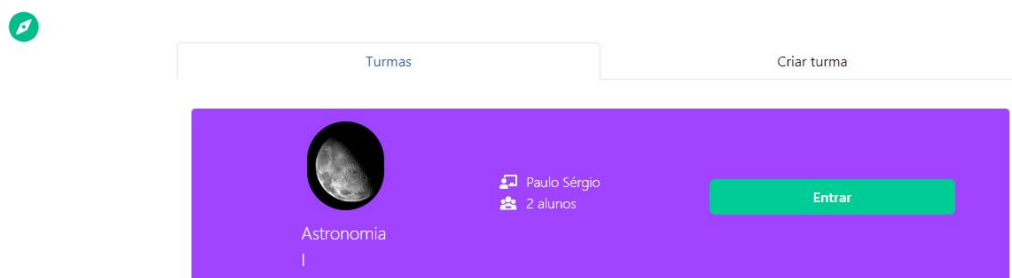 Turmas
Criar turma
Paulo Sérgio
2 alunos
Entrar
Astronomia
I